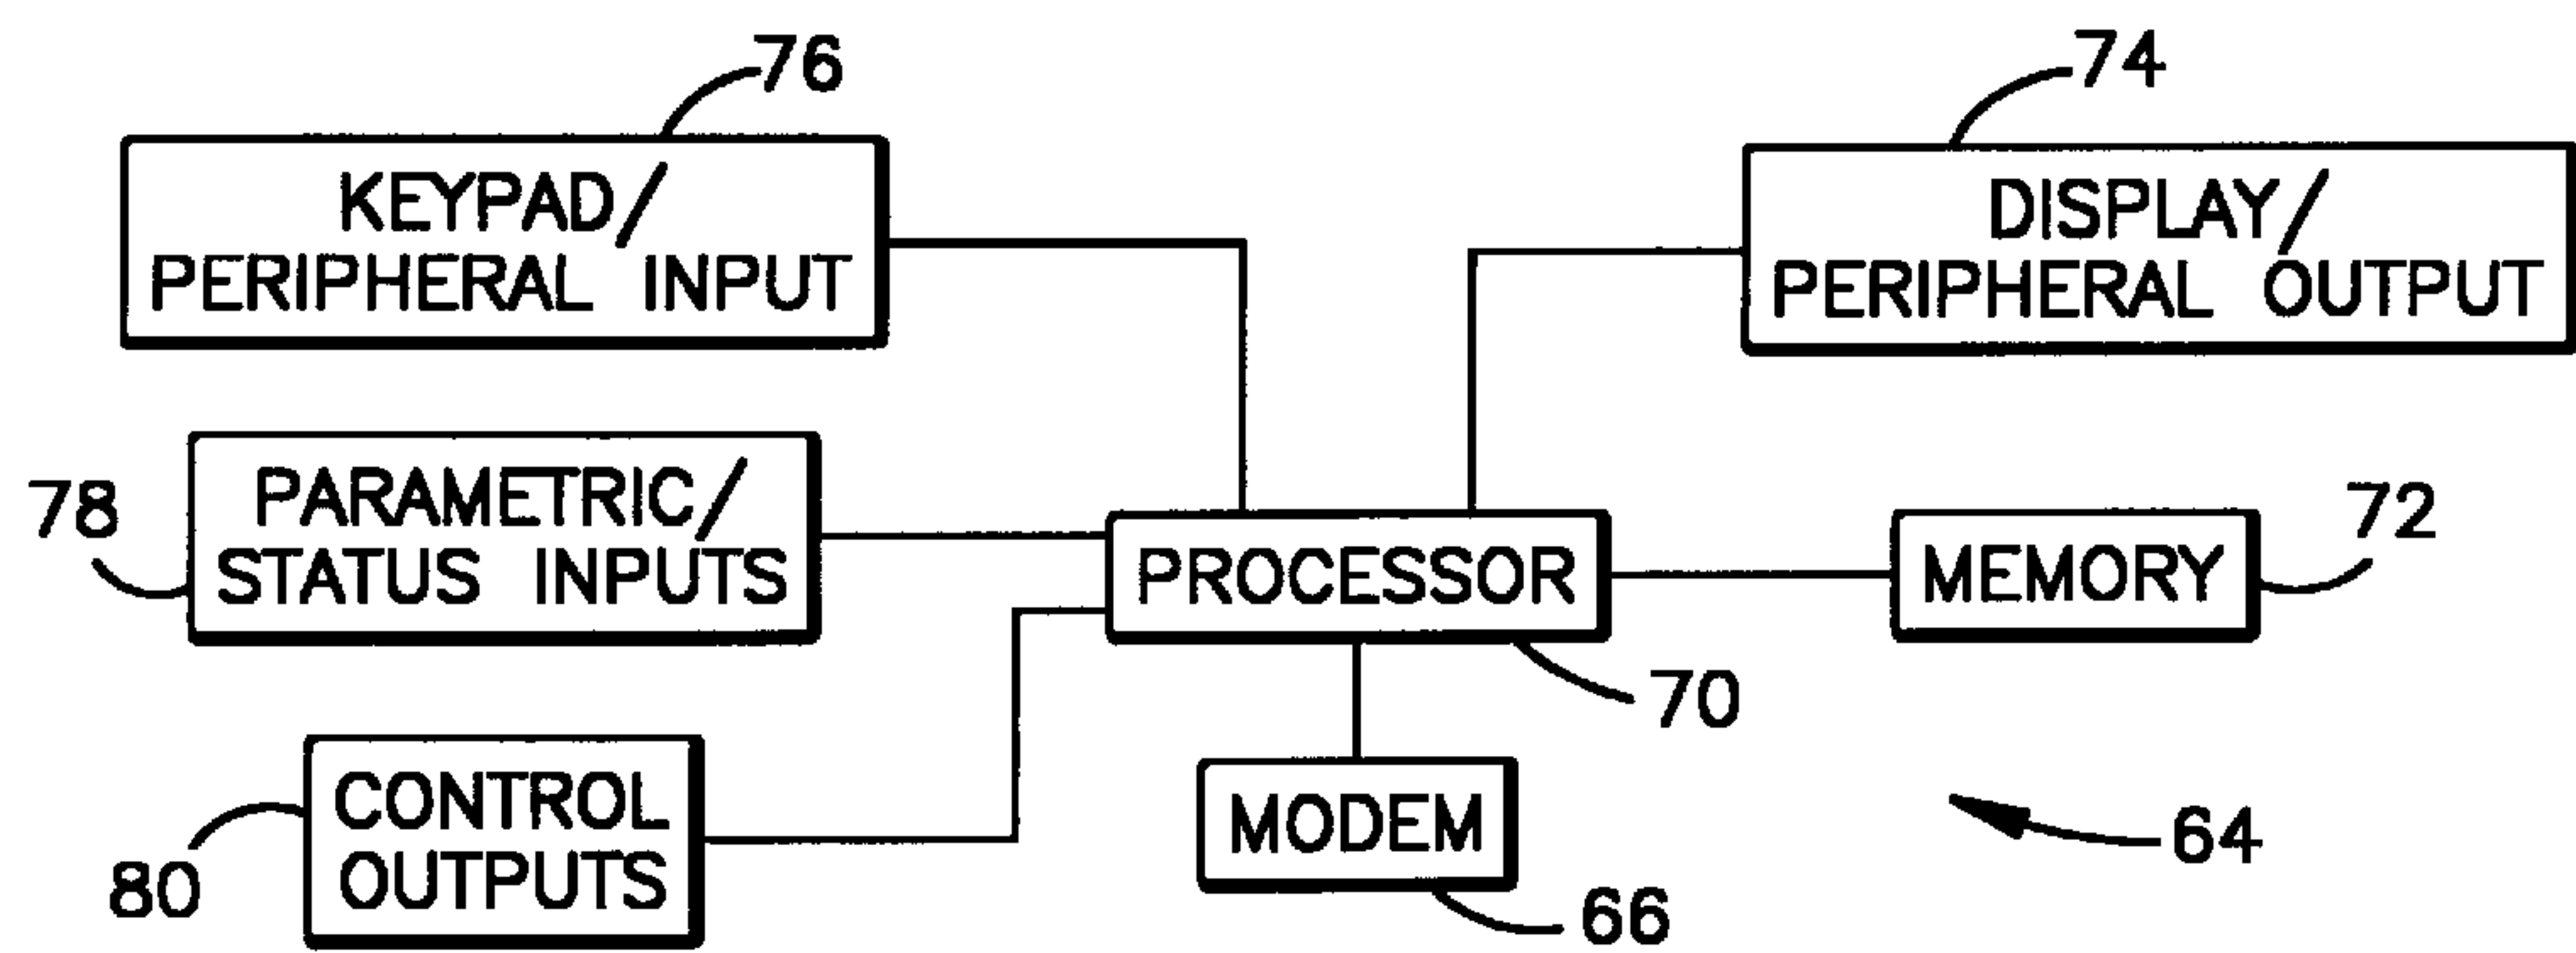 76
74
KEYPAD/
PERIPHERAL INPUT
DISPLAY/
PERIPHERAL OUTPUT
78
PARAMETRIC/
STATUS INPUTS
PROCESSOR
MEMORY
72
70
CONTROL
OUTPUTS
80
MODEM
66
64